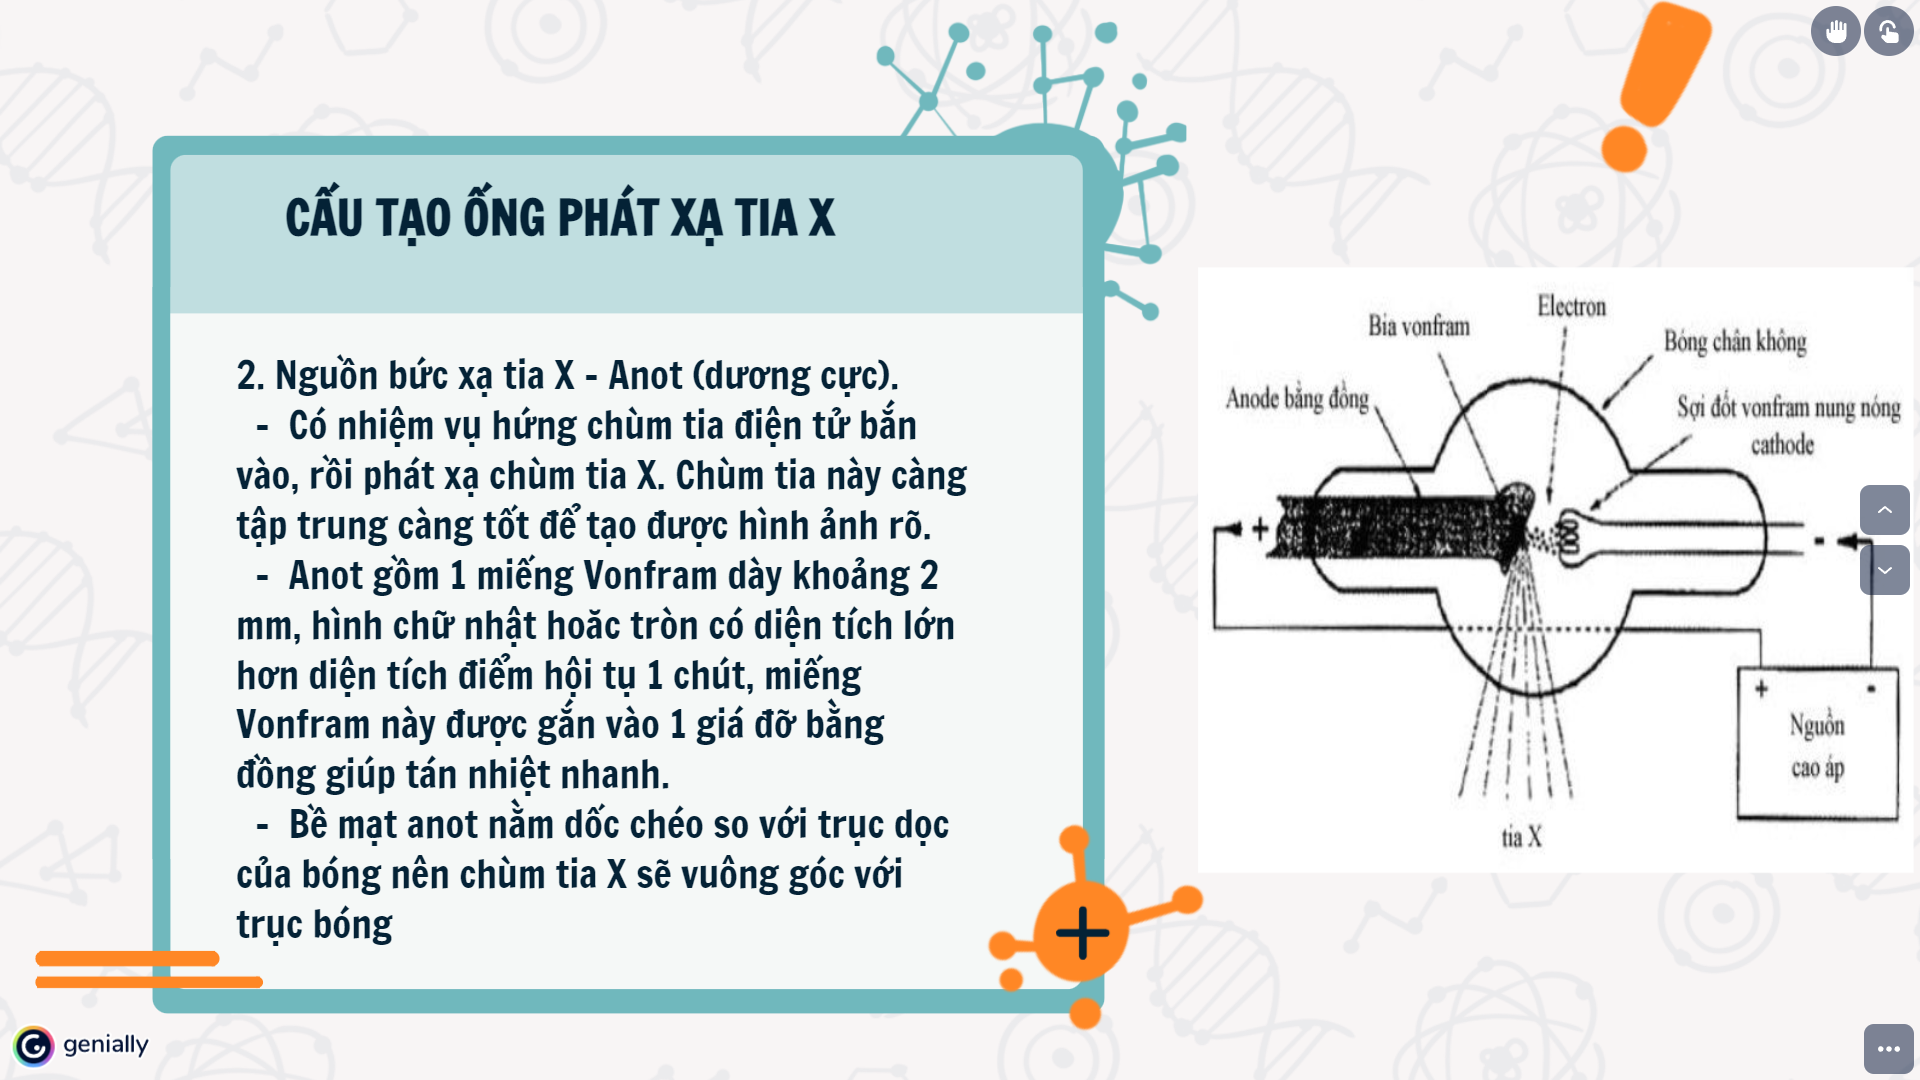 CẤU TẠO ỐNG PHÁT XẠ TIA X
2. Nguồn bức xạ tia X - Anot (dương cực).
- Có nhiệm vụ hứng chùm tia điện tử bắn
vào, rồi phát xạ chùm tia X. Chùm tia này càng
tập trung càng tốt để tạo được hình ảnh rõ.
- Anot gồm 1 miếng Vonfram dày khoảng 2
mm, hình chữ nhật hoăc tròn có diện tích lớn
hơn diện tích điểm hội tụ 1 chút, miếng
Vonfram này được gắn vào 1 giá đỡ bằng
đồng giúp tán nhiệt nhanh.
- Bề mạt anot nằm dốc chéo so với trục dọc
của bóng nên chùm tia X sẽ vuông góc với
trục bóng
Electron
Bia vonfram
Bóng chân không
Anode bằng đồng
Sợi đốt vonfram nung nóng
cathode
+
-
+ -
Nguồn
cao áp
tia X
genially